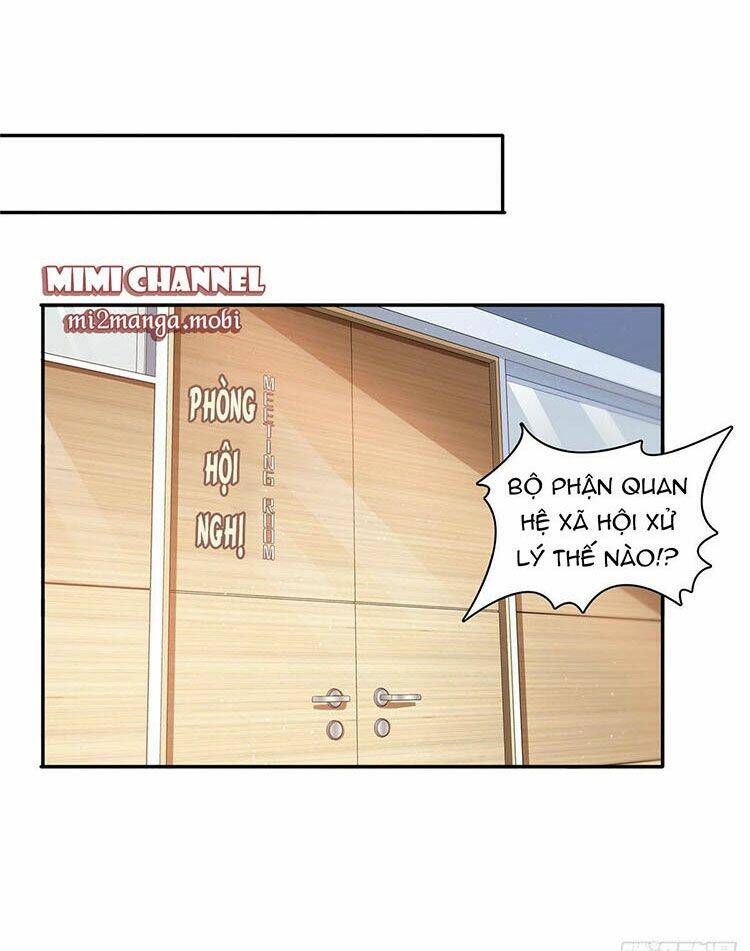 MIMI CHANNEL
mi2manga.mobi
PHÒNG
HỘI
NGHỊ
MEETING ROOM
BỘ PHẬN QUAN
HỆ XÃ HỘI XỬ
LÝ THẾ NÀO!?